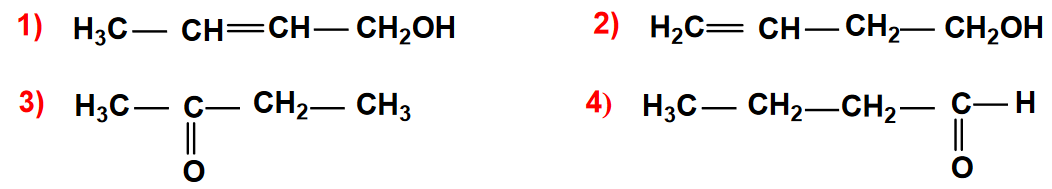 1) H₃C— CH=CH—CH₂OH
2) H₂C= CH—CH₂—CH₂OH
3) H₃C— C— CH₂— CH₃
||
O
4) H₃C— CH₂—CH₂— C—H
||
O